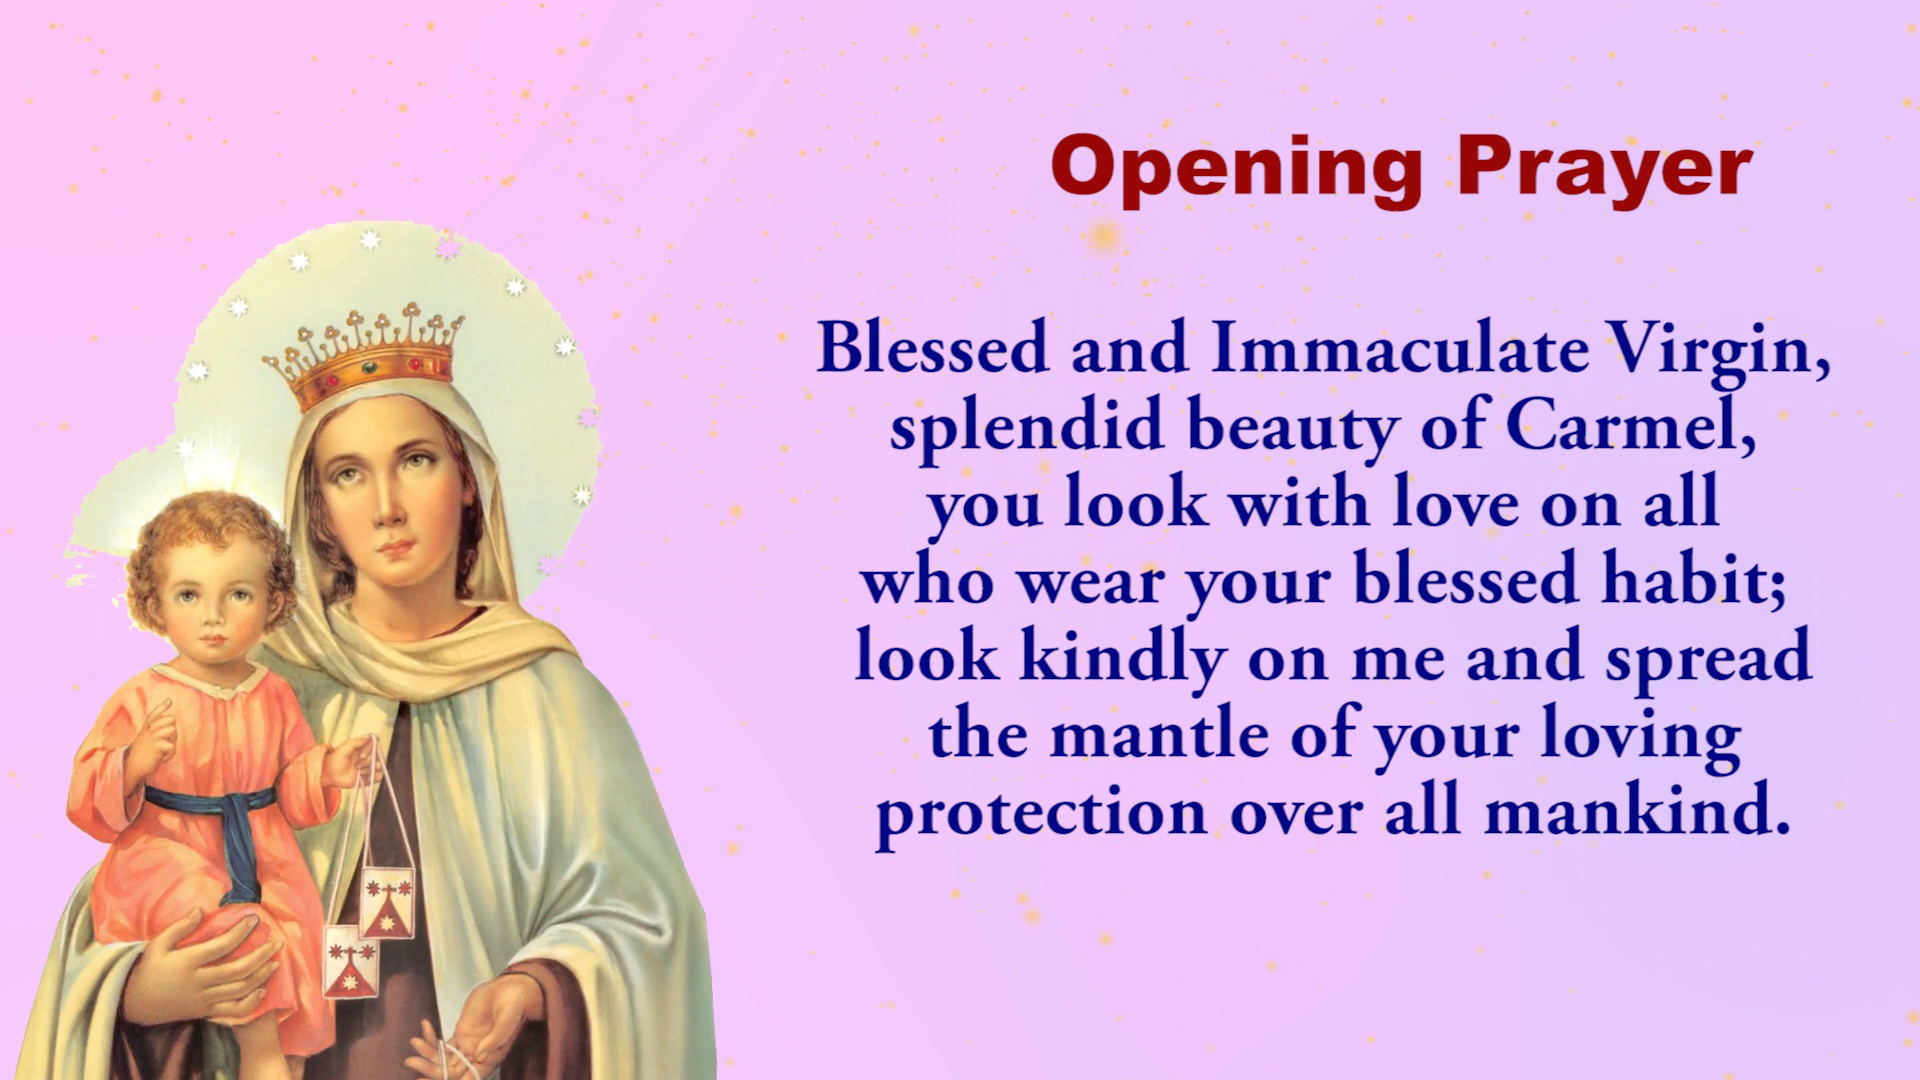 Opening Prayer
Blessed and Immaculate Virgin,
splendid beauty of Carmel,
you look with love on all
who wear your blessed habit;
look kindly on me and spread
the mantle of your loving
protection over all mankind.